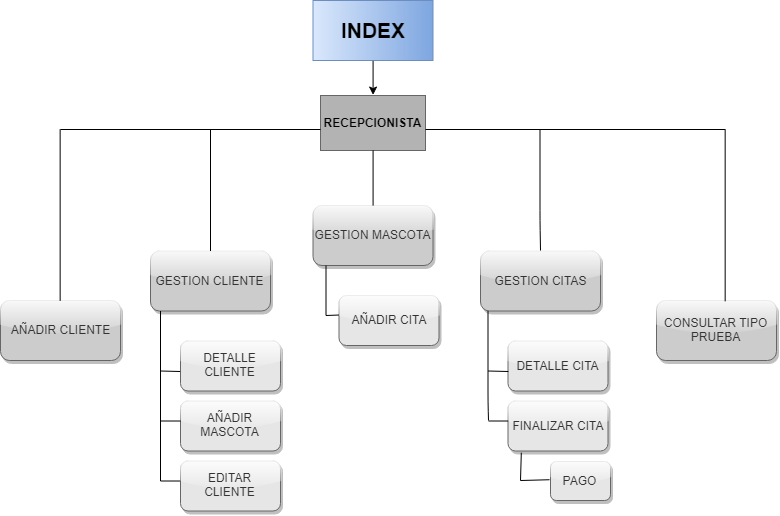 INDEX
RECEPCIONISTA
AÑADIR CLIENTE
GESTION CLIENTE
DETALLE
CLIENTE
AÑADIR
MASCOTA
EDITAR
CLIENTE
GESTION MASCOTA
AÑADIR CITA
GESTION CITAS
DETALLE CITA
FINALIZAR CITA
PAGO
CONSULTAR TIPO
PRUEBA